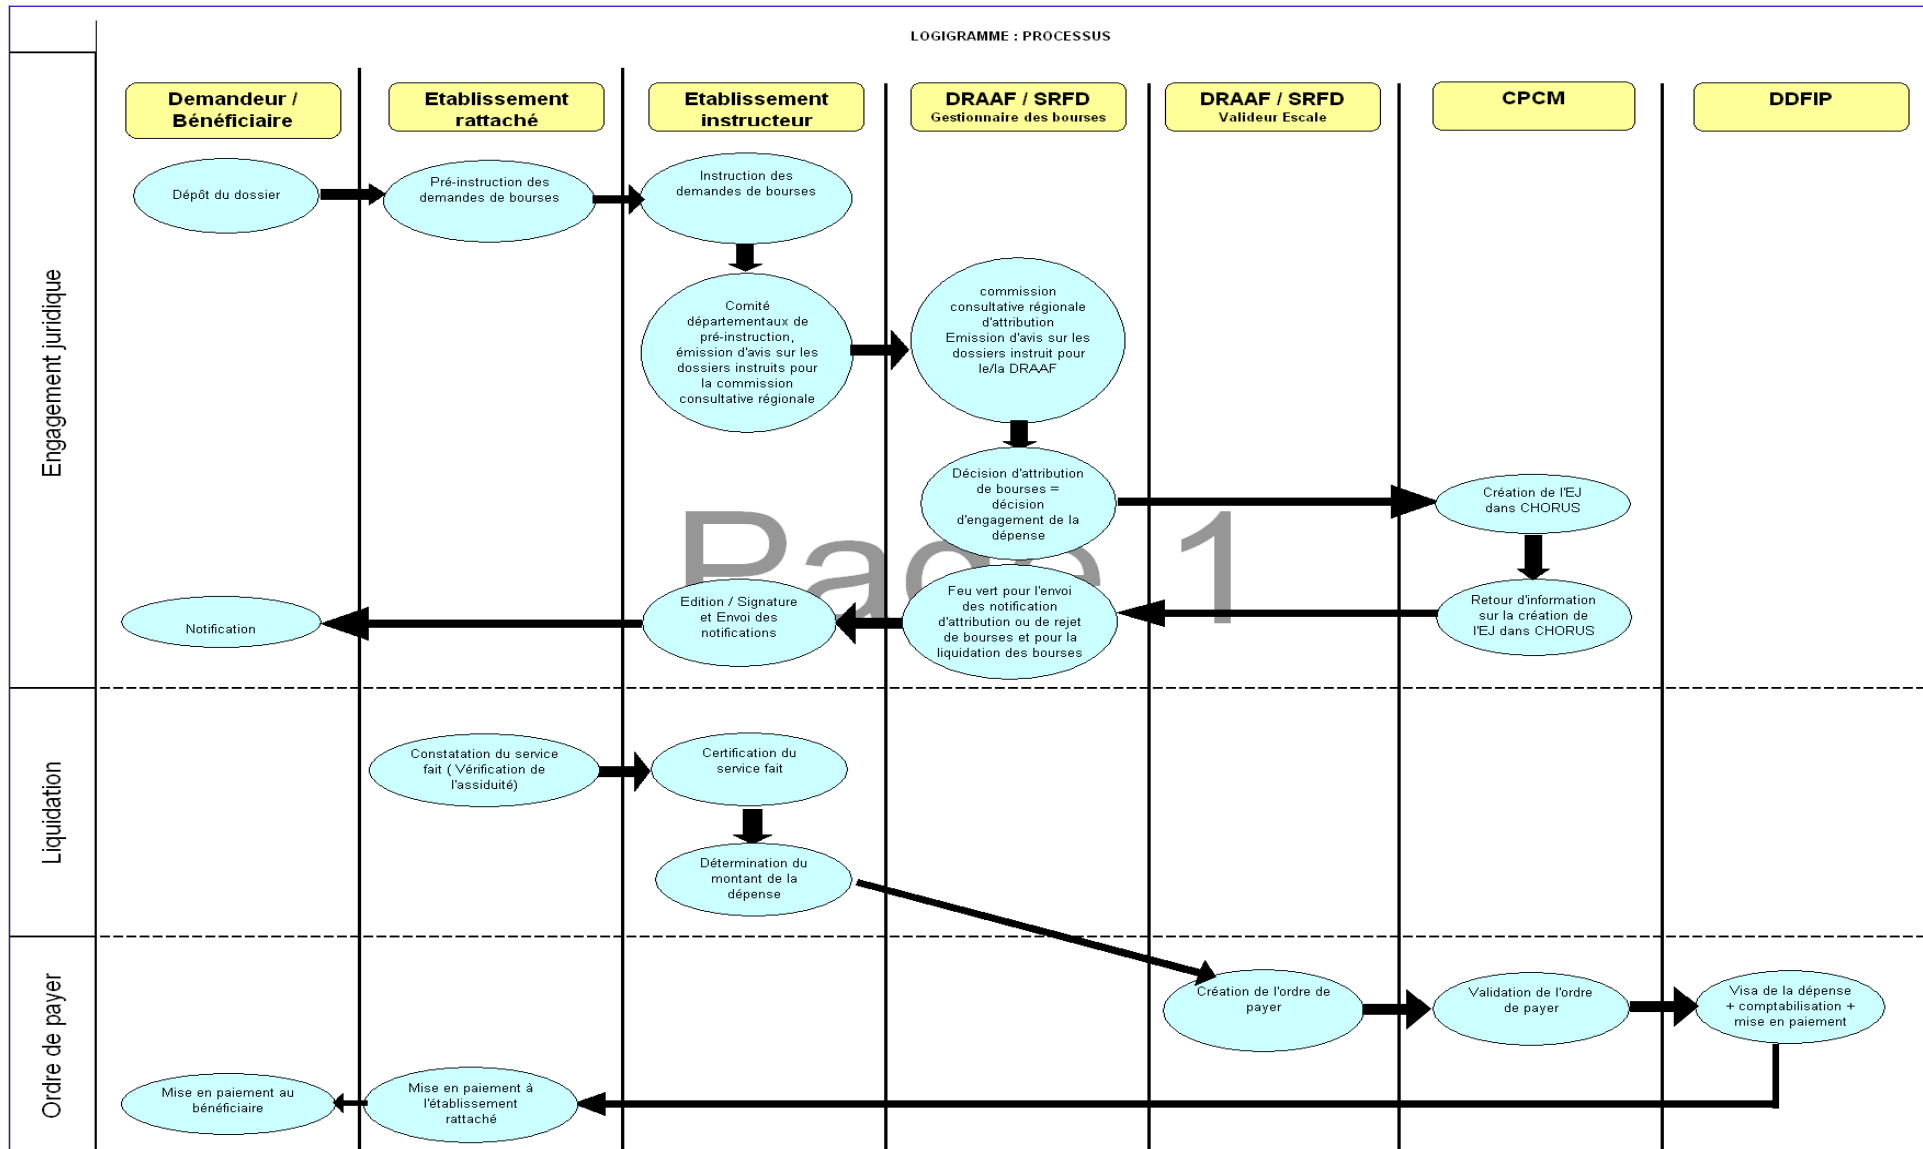 LOGIGRAMME : PROCESSUS
Demandeur /
Bénéficiaire
Etablissement
rattaché
Etablissement
instructeur
DRAAF / SRFD
Gestionnaire des bourses
DRAAF / SRFD
Valideur Escale
CPCM
DDFIP
Engagement juridique
Dépôt du dossier
Pré-instruction des
demandes de bourses
Instruction des
demandes de bourses
Comité
départementaux de
pré-instruction,
émission d'avis sur les
dossiers instruits pour
la commission
consultative régionale
commission
consultative régionale
d'attribution
Emission d'avis sur les
dossiers instruit pour
le/la DRAAF
Décision d'attribution
de bourses =
décision
d'engagement de la
dépense
Création de l'EJ
dans CHORUS
Page 1
Retour d'information
sur la création de
l'EJ dans CHORUS
Feu vert pour l'envoi
des notification
d'attribution ou de rejet
de bourses et pour la
liquidation des bourses
Edition / Signature
et Envoi des
notifications
Notification
Liquidation
Constatation du service
fait ( Vérification de
l'assiduité)
Certification du
service fait
Détermination du
montant de la
dépense
Ordre de payer
Création de l'ordre de
payer
Validation de l'ordre
de payer
Visa de la dépense
+ comptabilisation +
mise en paiement
Mise en paiement à
l'établissement
rattaché
Mise en paiement au
bénéficiaire